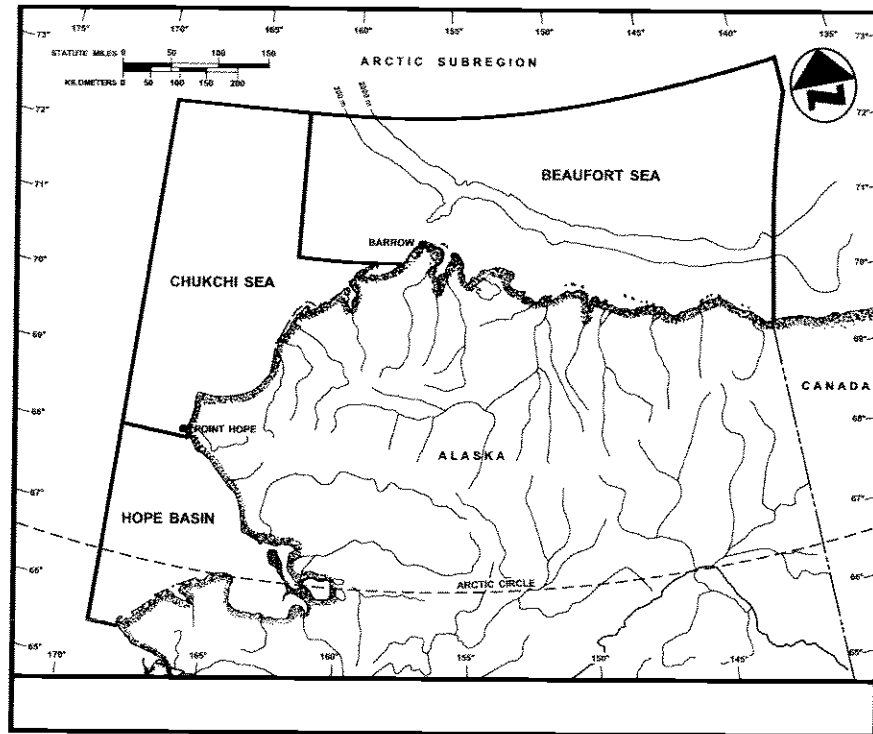 175° 170° 165° 160° 155° 150° 145° 140° 135°
73° 73°
STATUTE MILES 0 50 100 150
KILOMETERS 0 50 100 150 200
ARCTIC SUBREGION
200 m
2000 m
N
72° 72°
BEAUFORT SEA
71° 71°
BARROW
70° 70°
CHUKCHI SEA
69° 69°
CANADA
68° 68°
POINT HOPE
ALASKA
67° 67°
HOPE BASIN
66° 66°
ARCTIC CIRCLE
65° 65°
170° 165° 160° 155° 150° 145°